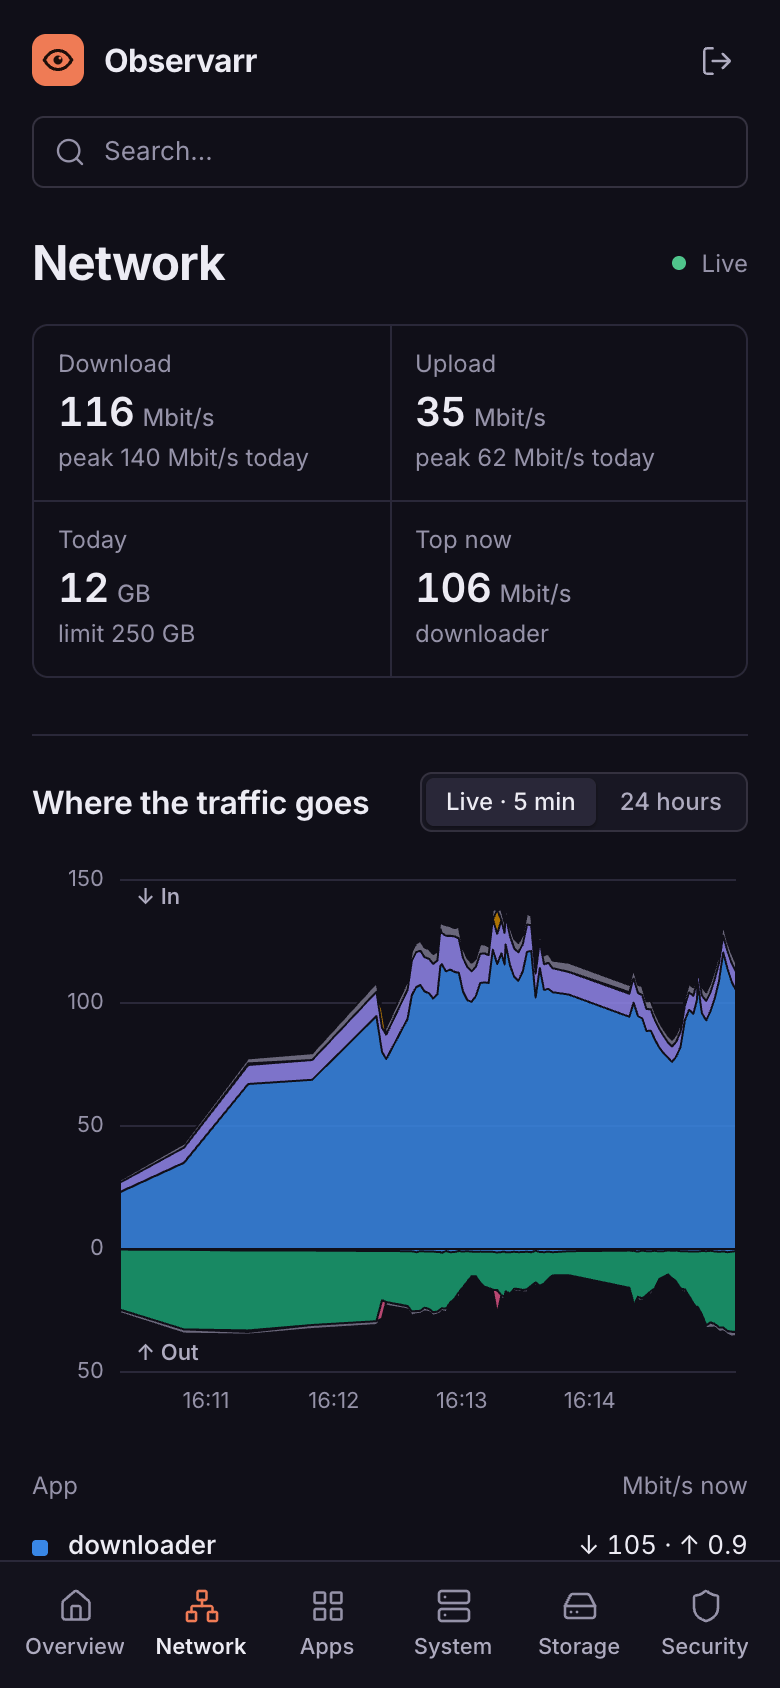 Observarr
Search...
Network
Live
Download
116 Mbit/s
peak 140 Mbit/s today
Upload
35 Mbit/s
peak 62 Mbit/s today
Today
12 GB
limit 250 GB
Top now
106 Mbit/s
downloader
Where the traffic goes
Live · 5 min
24 hours
150
↓ In
100
50
0
↑ Out
50
16:11 16:12 16:13 16:14
App
Mbit/s now
downloader
↓ 105 · ↑ 0.9
Overview Network Apps System Storage Security